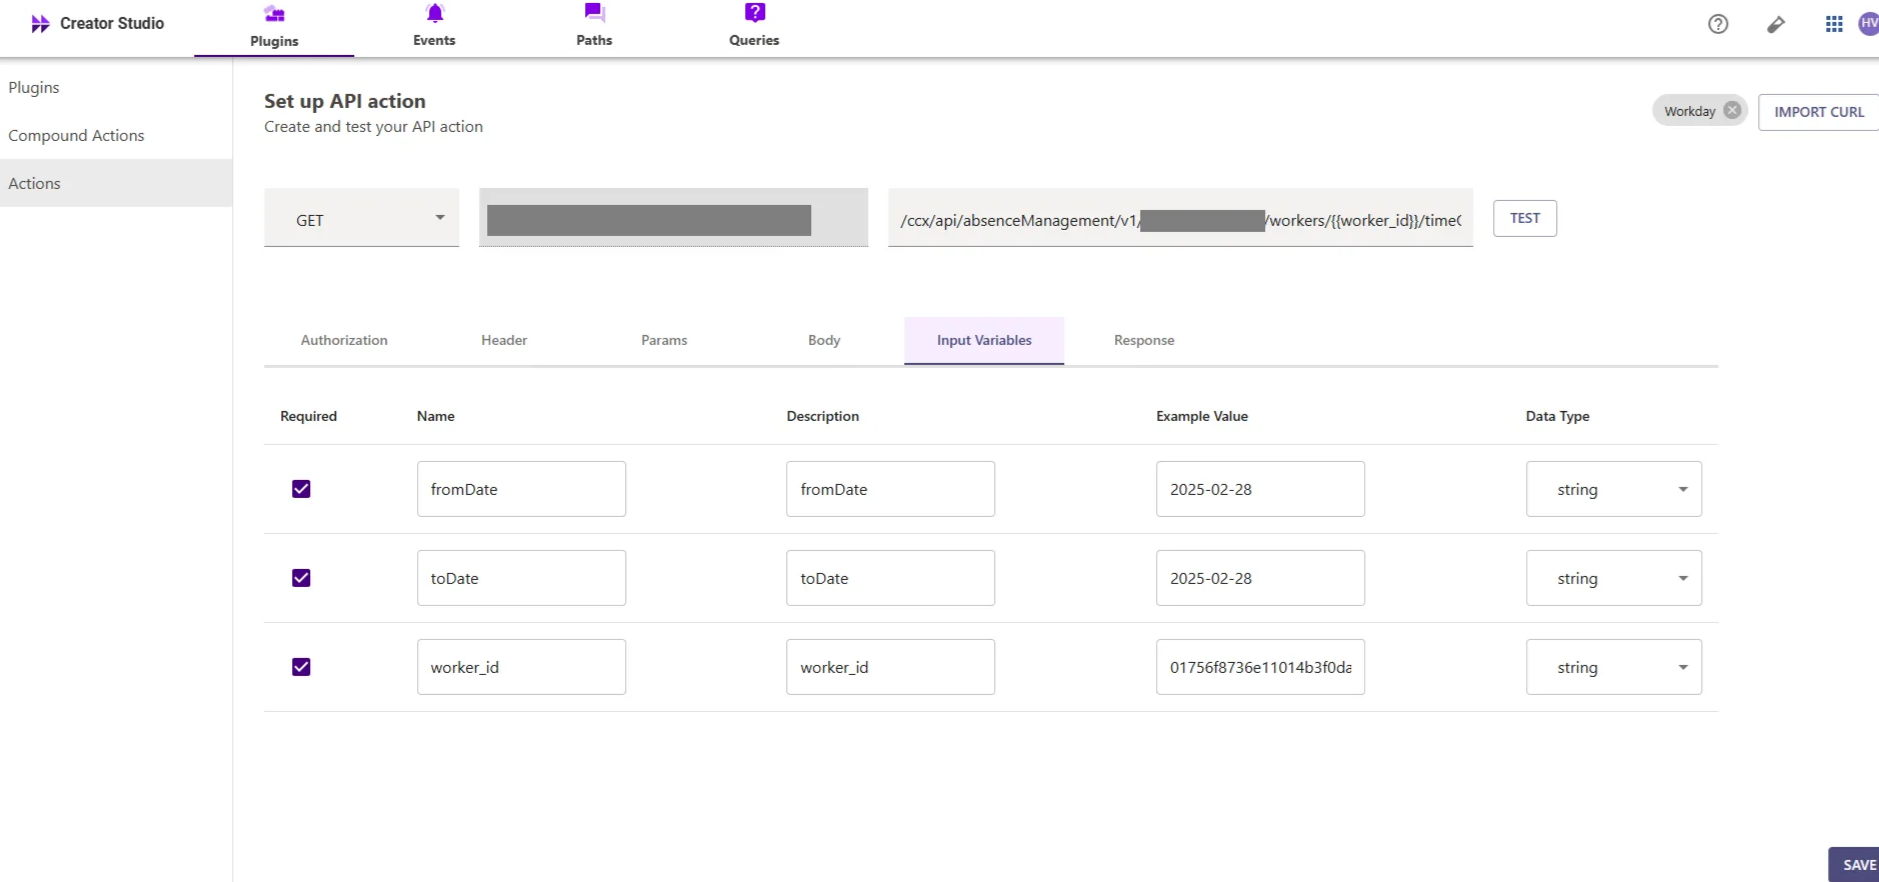 Creator Studio
Plugins
Events
Paths
Queries
HV
Plugins
Compound Actions
Actions
Set up API action
Create and test your API action
Workday
IMPORT CURL
GET
/ccx/api/absenceManagement/v1/ /workers/{{worker_id}}/time
TEST
Authorization
Header
Params
Body
Input Variables
Response
Required
Name
Description
Example Value
Data Type
fromDate
fromDate
2025-02-28
string
toDate
toDate
2025-02-28
string
worker_id
worker_id
01756f8736e11014b3f0da
string
SAVE